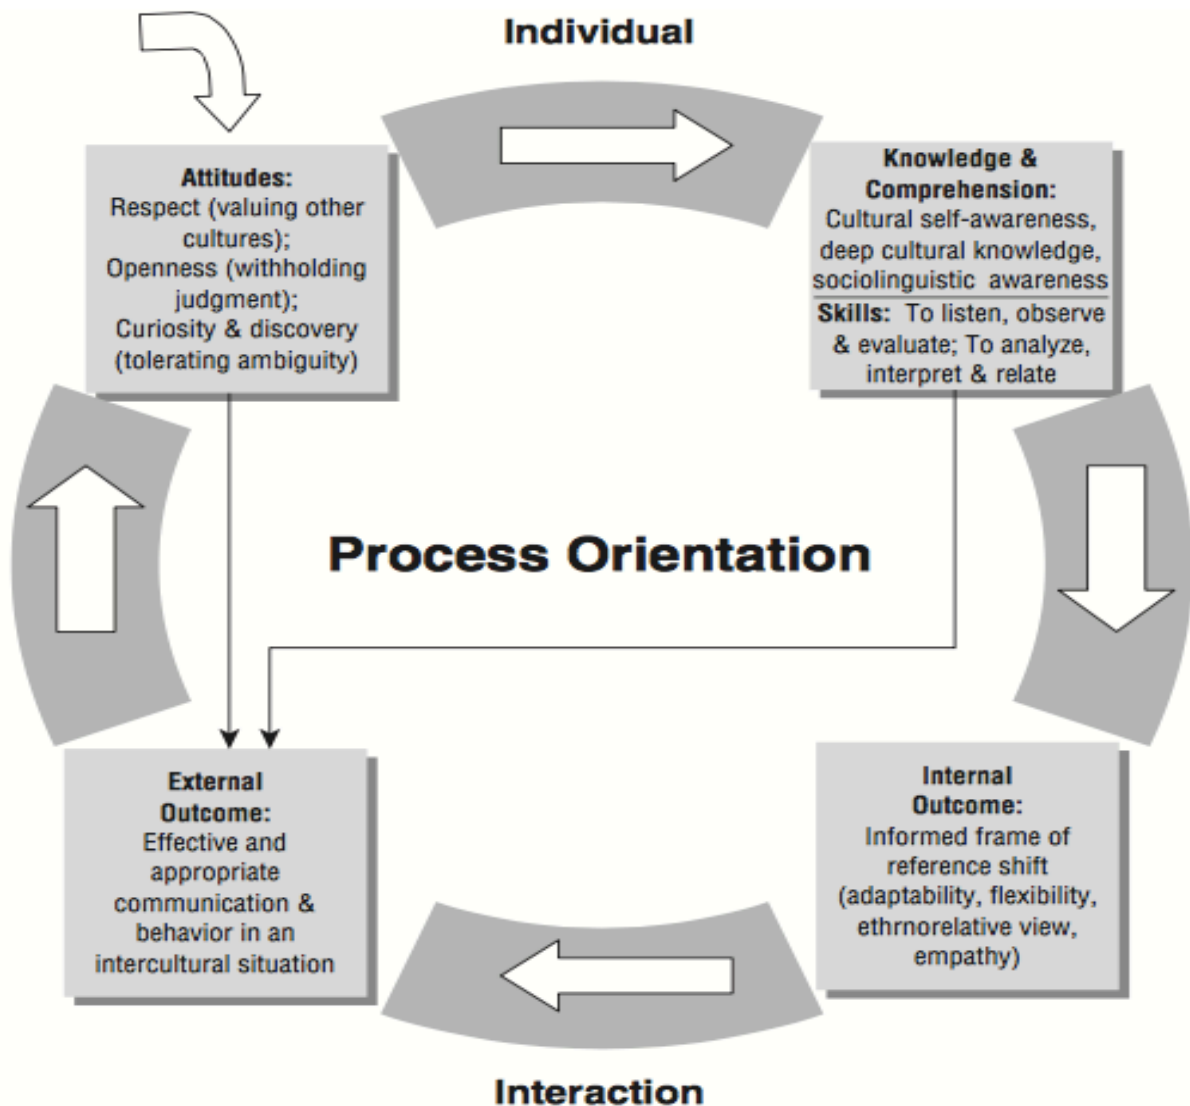 Individual
Attitudes:
Respect (valuing other
cultures);
Openness (withholding
judgment);
Curiosity & discovery
(tolerating ambiguity)
Knowledge &
Comprehension:
Cultural self-awareness,
deep cultural knowledge,
sociolinguistic awareness
Skills: To listen, observe
& evaluate; To analyze,
interpret & relate
Process Orientation
External
Outcome:
Effective and
appropriate
communication &
behavior in an
intercultural situation
Internal
Outcome:
Informed frame of
reference shift
(adaptability, flexibility,
ethrnorelative view,
empathy)
Interaction